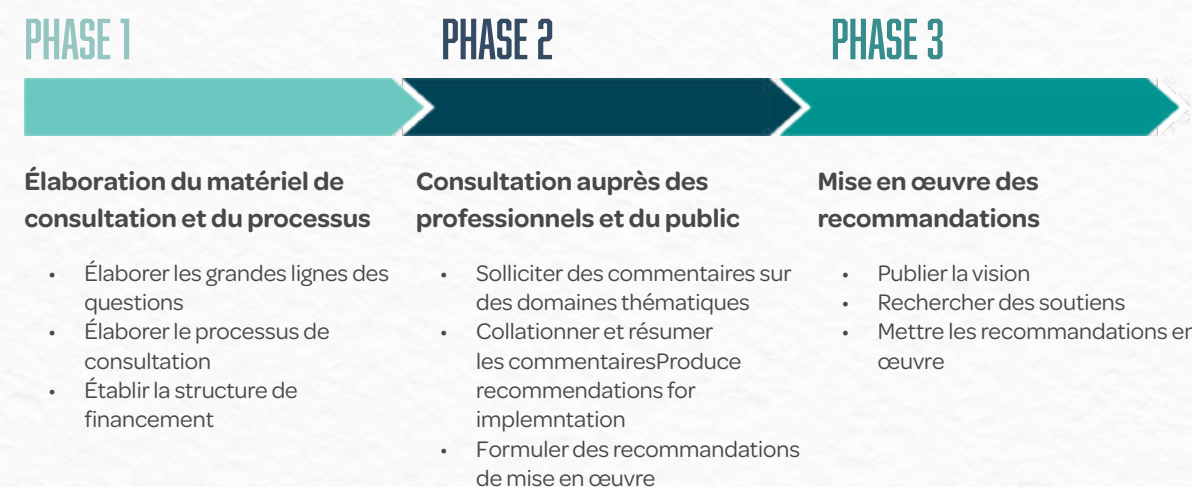 PHASE 1
PHASE 2
PHASE 3
Élaboration du matériel de
consultation et du processus
• Élaborer les grandes lignes des
questions
• Élaborer le processus de
consultation
• Établir la structure de
financement
Consultation auprès des
professionnels et du public
• Solliciter des commentaires sur
des domaines thématiques
• Collationner et résumer
les commentairesProduce
recommendations for
implemntation
• Formuler des recommandations
de mise en œuvre
Mise en œuvre des
recommandations
• Publier la vision
• Rechercher des soutiens
• Mettre les recommandations en
œuvre